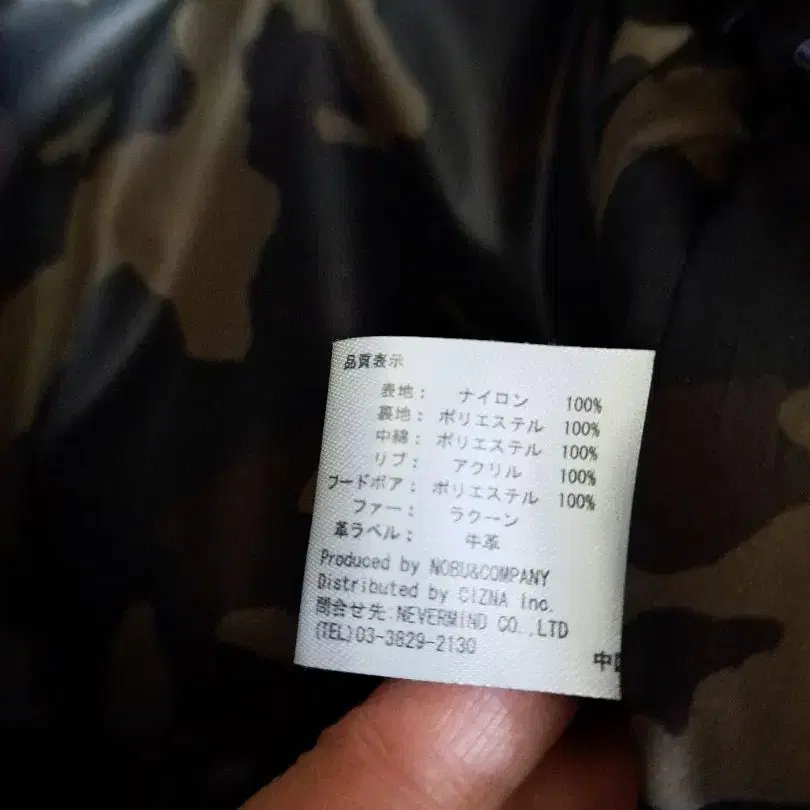 品質表示
表地： ナイロン 100%
裏地： ポリエステル 100%
中綿： ポリエステル 100%
リブ： アクリル 100%
フードボア： ポリエステル 100%
ファー： ラクーン
革ラベル： 牛革
Produced by NOBU&COMPANY
Distributed by CIZNA Inc.
問合せ先:NEVERMIND CO.,LTD
(TEL)03-3829-2130
中